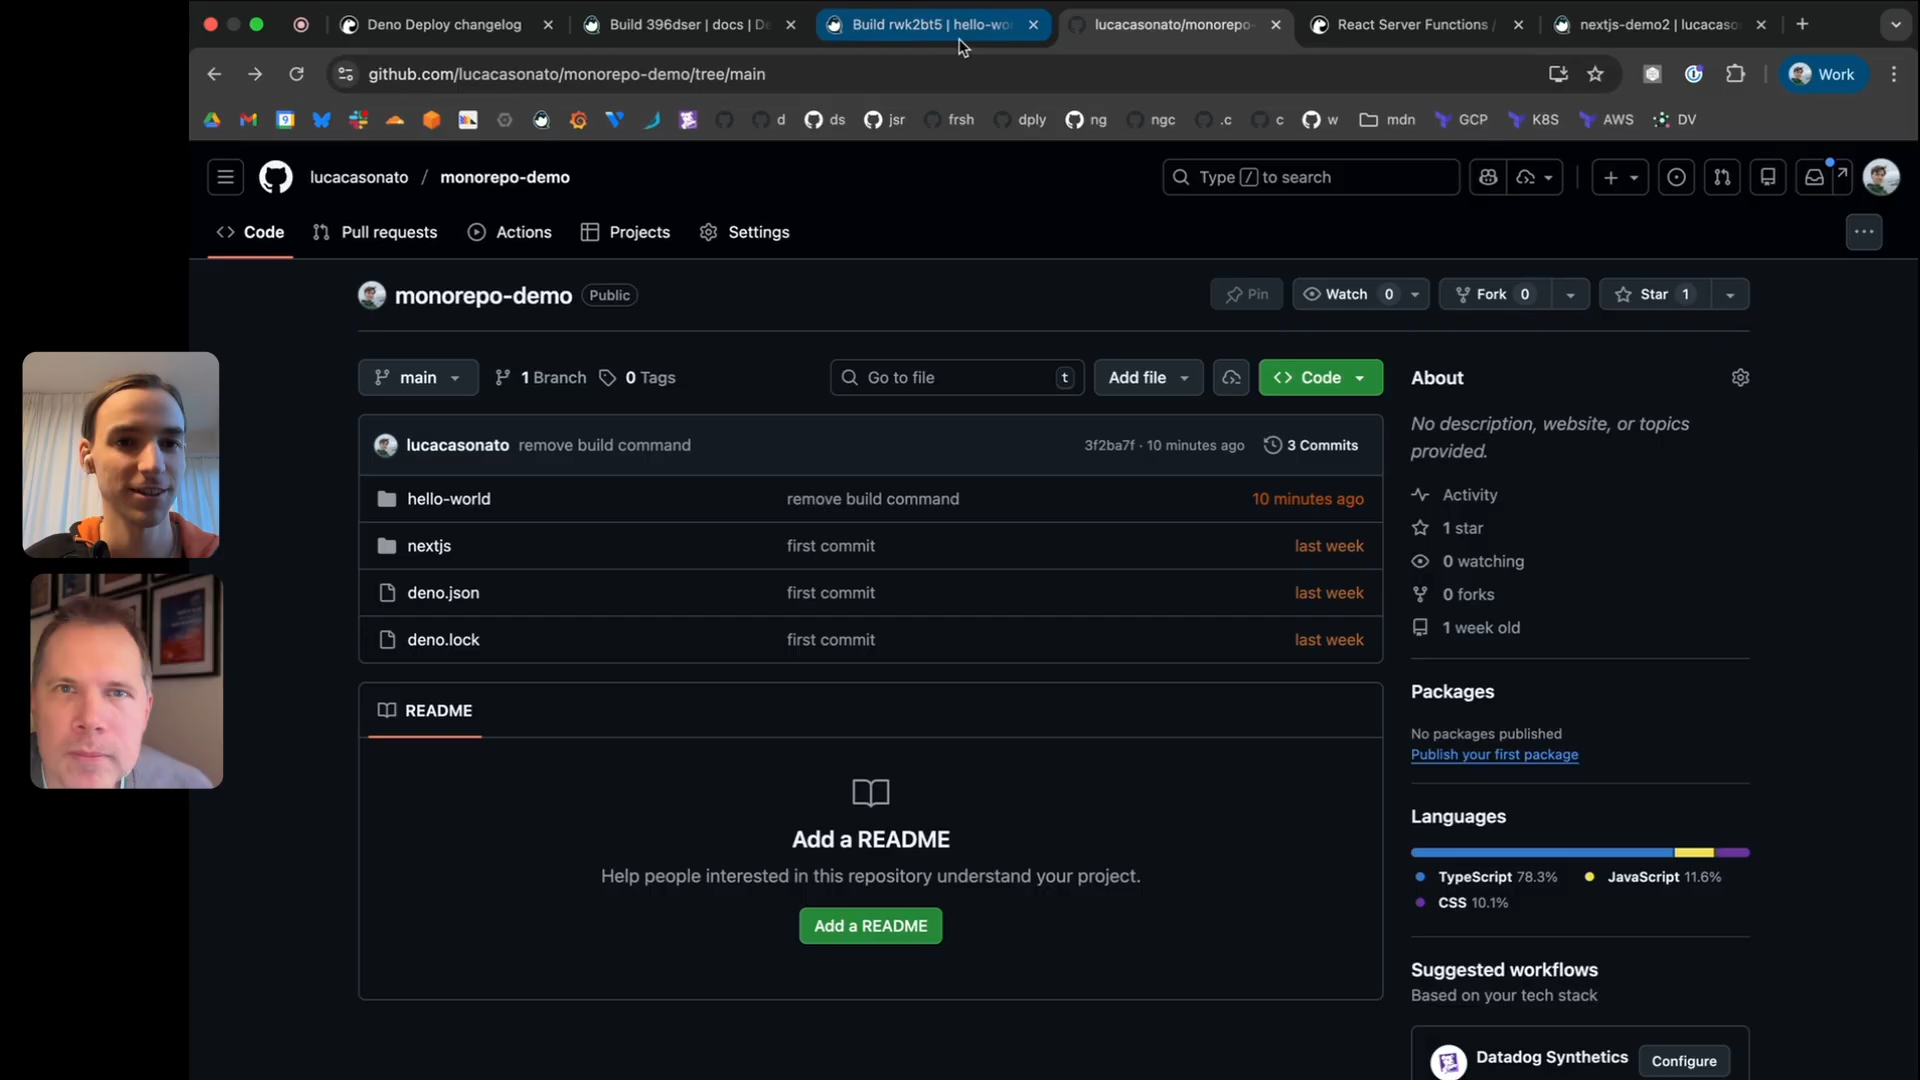 Deno Deploy changelog
Build 396dser | docs | De
Build rwk2bt5 | hello-wor
lucacasonato/monorepo-
React Server Functions /
nextjs-demo2 | lucacaso
github.com/lucacasonato/monorepo-demo/tree/main
Work
9
d
ds
jsr
frsh
dply
ng
ngc
.c
c
w
mdn
GCP
K8S
AWS
DV
lucacasonato / monorepo-demo
Type / to search
Code
Pull requests
Actions
Projects
Settings
monorepo-demo
Public
Pin
Watch 0
Fork 0
Star 1
main
1 Branch
0 Tags
Go to file t
Add file
Code
lucacasonato remove build command
3f2ba7f · 10 minutes ago
3 Commits
hello-world remove build command 10 minutes ago
nextjs first commit last week
deno.json first commit last week
deno.lock first commit last week
README
Add a README
Help people interested in this repository understand your project.
Add a README
About
No description, website, or topics
provided.
Activity
1 star
0 watching
0 forks
1 week old
Packages
No packages published
Publish your first package
Languages
TypeScript 78.3%
JavaScript 11.6%
CSS 10.1%
Suggested workflows
Based on your tech stack
Datadog Synthetics
Configure